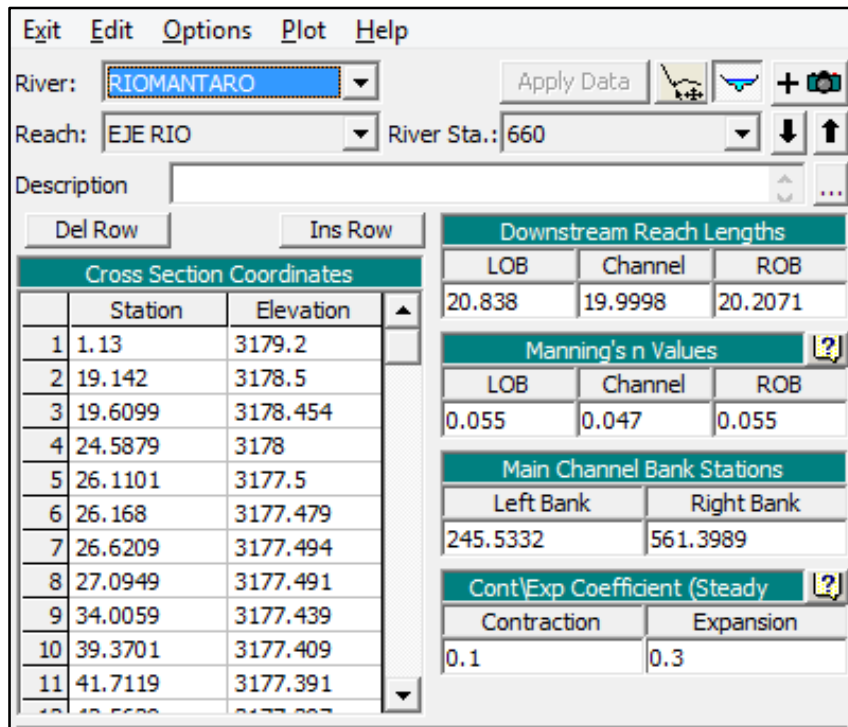 Exit Edit Options Plot Help
River: RIOMANTARO Apply Data
Reach: EJE RIO River Sta.: 660
Description ...
Del Row Ins Row
Cross Section Coordinates
Station Elevation
1 1.13 3179.2
2 19.142 3178.5
3 19.6099 3178.454
4 24.5879 3178
5 26.1101 3177.5
6 26.168 3177.479
7 26.6209 3177.494
8 27.0949 3177.491
9 34.0059 3177.439
10 39.3701 3177.409
11 41.7119 3177.391
Downstream Reach Lengths
LOB Channel ROB
20.838 19.9998 20.2071
Manning's n Values
LOB Channel ROB
0.055 0.047 0.055
Main Channel Bank Stations
Left Bank Right Bank
245.5332 561.3989
Cont\Exp Coefficient (Steady
Contraction Expansion
0.1 0.3